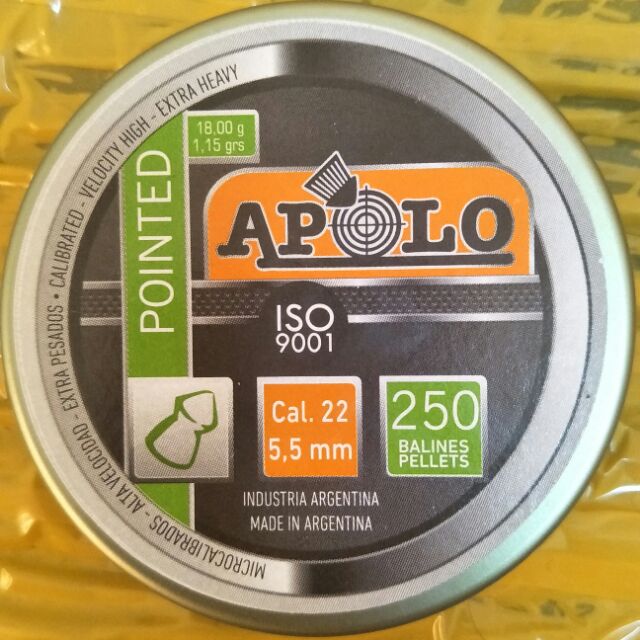 MICROCALIBRADOS - ALTA VELOCIDAD - EXTRA PESADOS • CALIBRATED - VELOCITY HIGH - EXTRA HEAVY
18,00 g
1,15 grs
POINTED
APOLO
ISO
9001
Cal. 22
5,5 mm
250
BALINES
PELLETS
INDUSTRIA ARGENTINA
MADE IN ARGENTINA